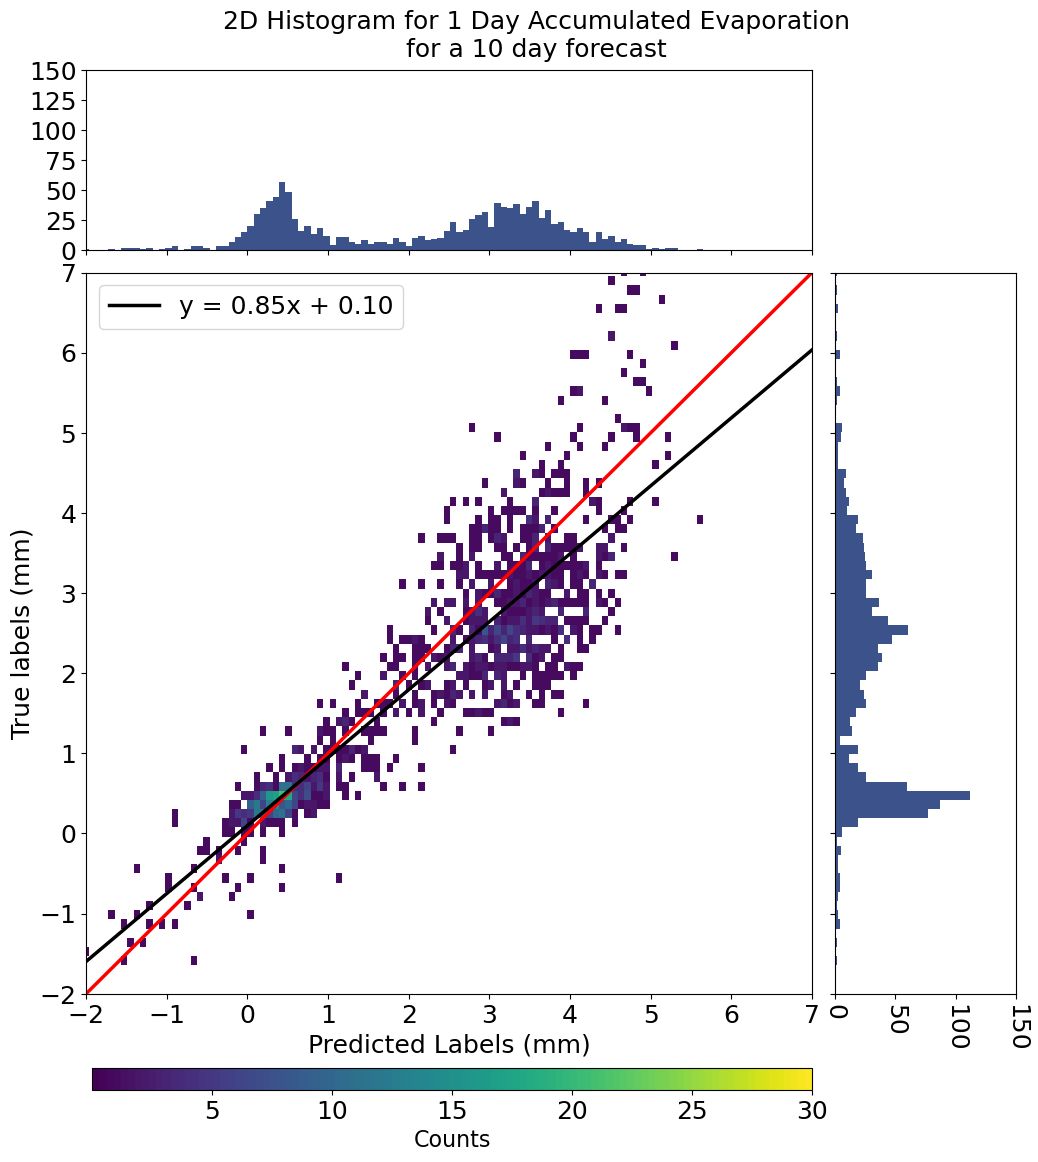 2D Histogram for 1 Day Accumulated Evaporation
for a 10 day forecast
150
125
100
75
50
25
0
7
6
5
4
3
2
1
0
−1
−2
True labels (mm)
y = 0.85x + 0.10
−2 −1 0 1 2 3 4 5 6 7
Predicted Labels (mm)
0 50 100 150
5 10 15 20 25 30
Counts